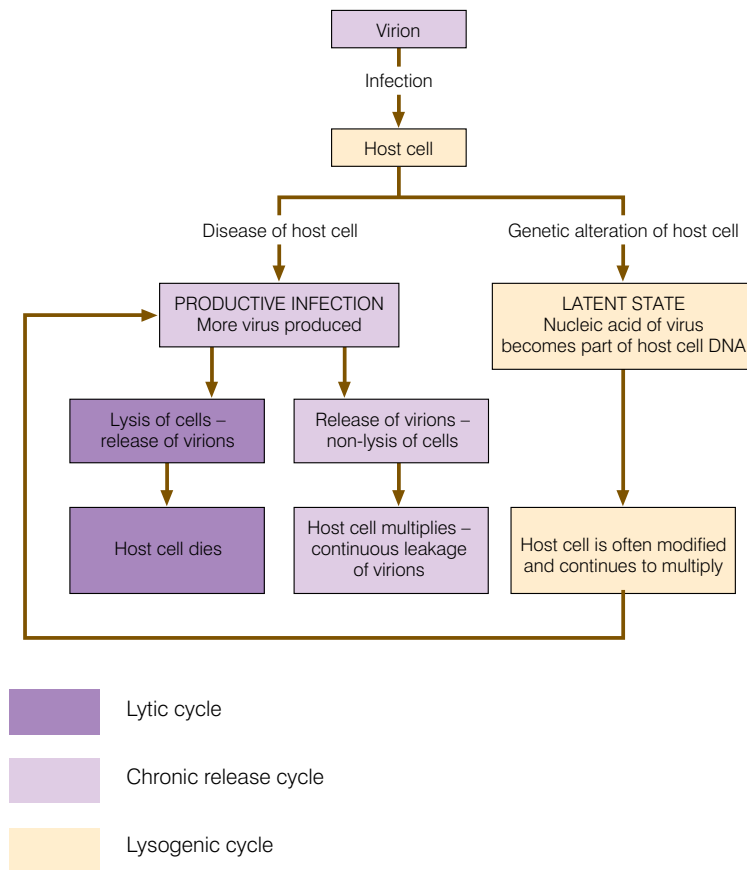 Virion
Infection
Host cell
Disease of host cell
Genetic alteration of host cell
PRODUCTIVE INFECTION
More virus produced
LATENT STATE
Nucleic acid of virus
becomes part of host cell DNA
Lysis of cells –
release of virions
Release of virions –
non-lysis of cells
Host cell dies
Host cell multiplies –
continuous leakage
of virions
Host cell is often modified
and continues to multiply
Lytic cycle
Chronic release cycle
Lysogenic cycle